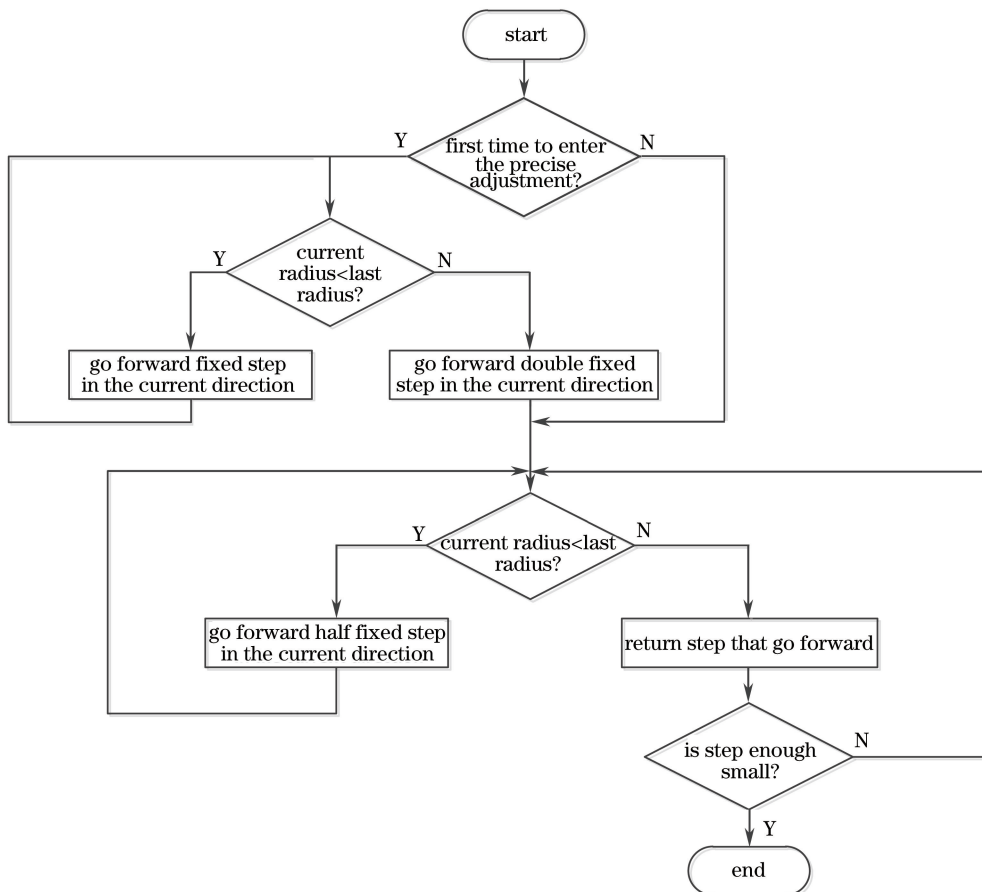 start
Y
N
first time to enter
the precise
adjustment?
Y
N
current
radius<last
radius?
go forward fixed step
in the current direction
go forward double fixed
step in the current direction
Y
N
current radius<last
radius?
go forward half fixed step
in the current direction
return step that go forward
is step enough
small?
N
Y
end